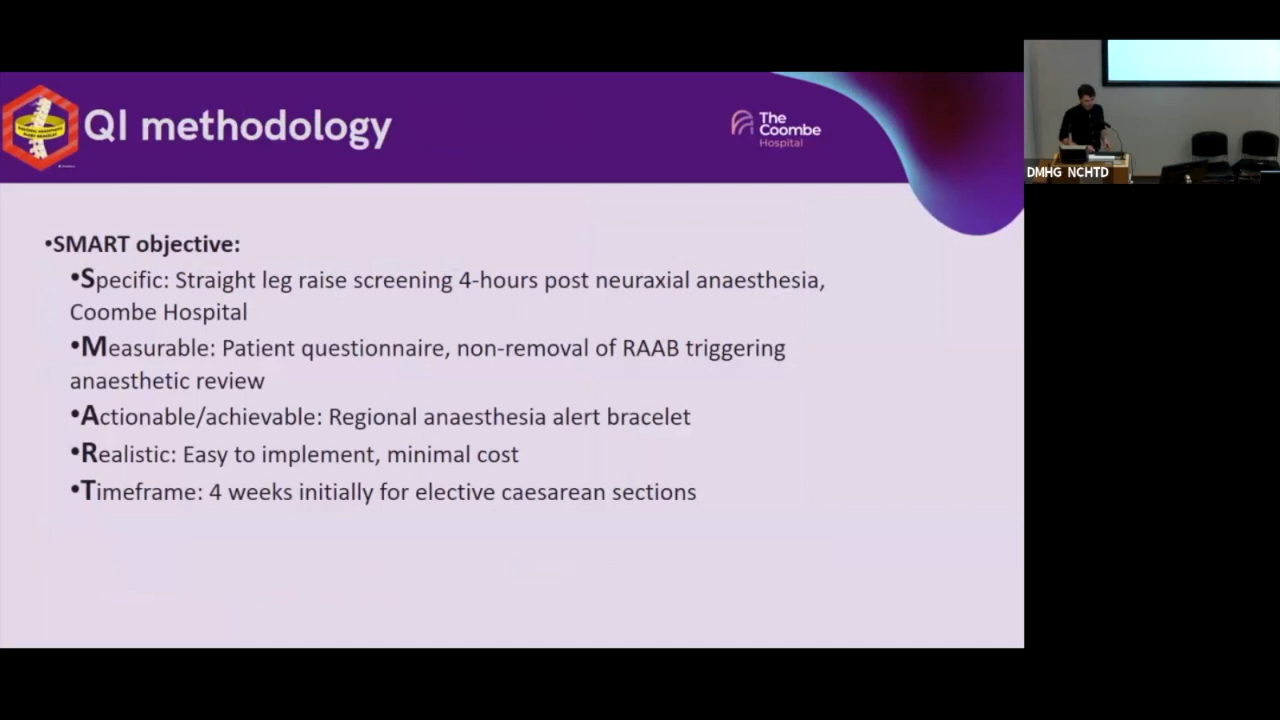 QI methodology
The
Coombe
Hospital
DMHG NCHTD
•SMART objective:
•Specific: Straight leg raise screening 4-hours post neuraxial anaesthesia,
Coombe Hospital
•Measurable: Patient questionnaire, non-removal of RAAB triggering
anaesthetic review
•Actionable/achievable: Regional anaesthesia alert bracelet
•Realistic: Easy to implement, minimal cost
•Timeframe: 4 weeks initially for elective caesarean sections